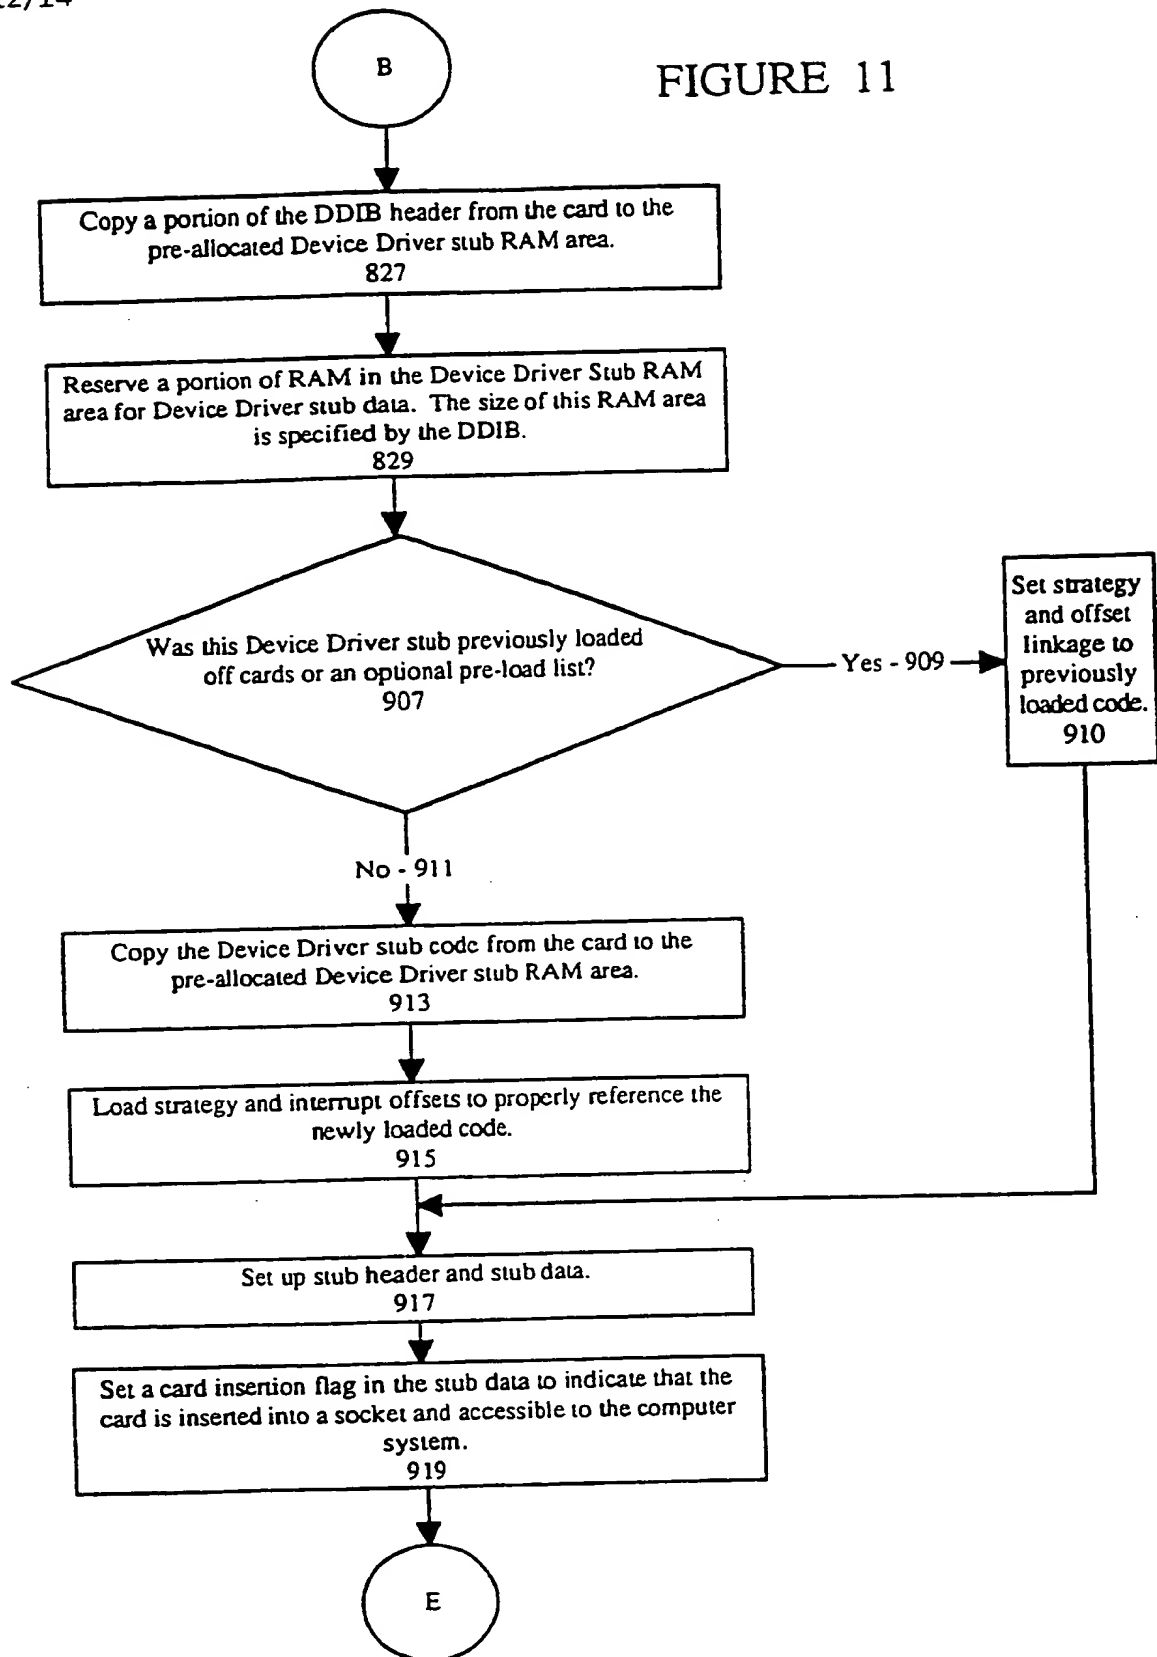 B
FIGURE 11
Copy a portion of the DDIB header from the card to the
pre-allocated Device Driver stub RAM area.
827
Reserve a portion of RAM in the Device Driver Stub RAM
area for Device Driver stub data. The size of this RAM area
is specified by the DDIB.
829
Was this Device Driver stub previously loaded
off cards or an optional pre-load list?
907
Yes - 909
Set strategy
and offset
linkage to
previously
loaded code.
910
No - 911
Copy the Device Driver stub code from the card to the
pre-allocated Device Driver stub RAM area.
913
Load strategy and interrupt offsets to properly reference the
newly loaded code.
915
Set up stub header and stub data.
917
Set a card insertion flag in the stub data to indicate that the
card is inserted into a socket and accessible to the computer
system.
919
E